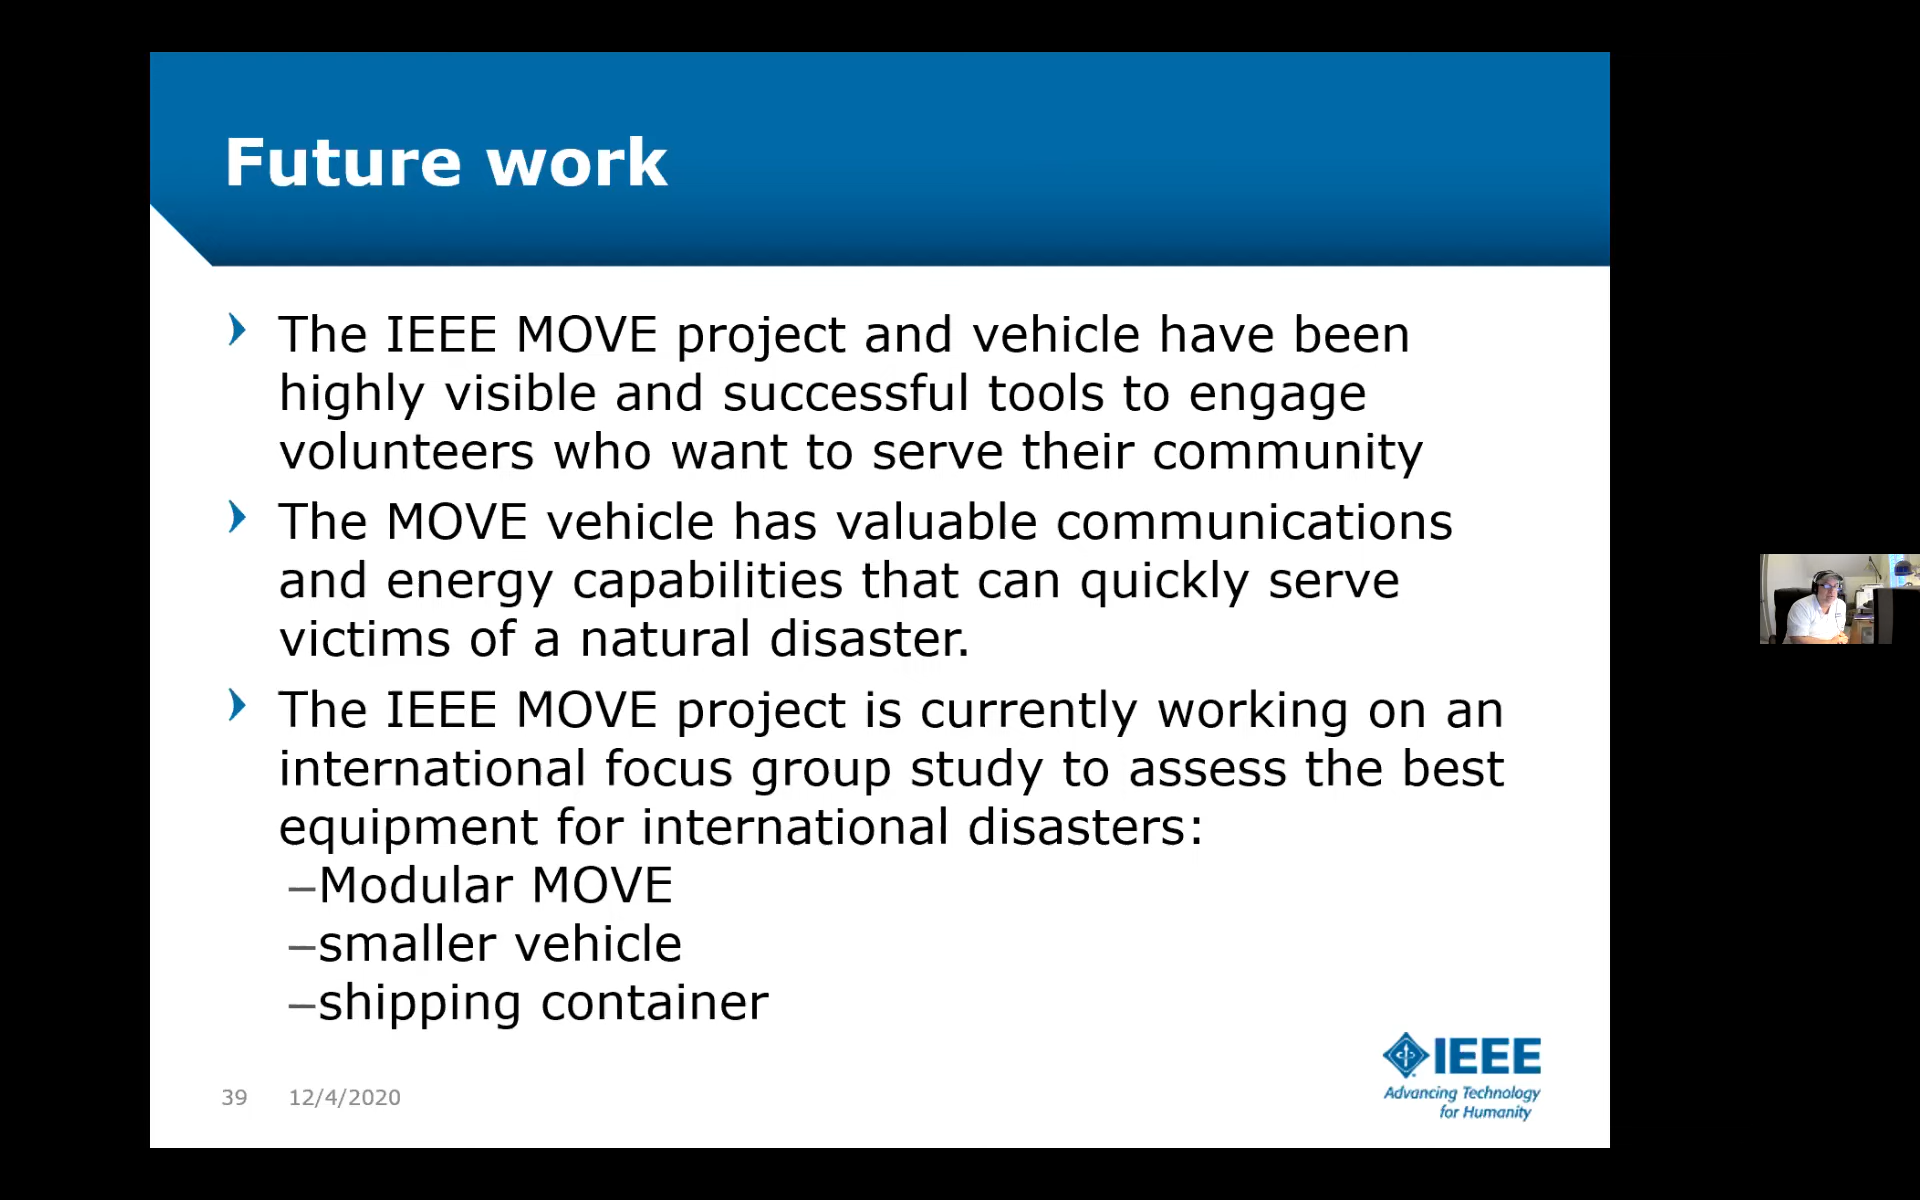 Future work
The IEEE MOVE project and vehicle have been
highly visible and successful tools to engage
volunteers who want to serve their community
The MOVE vehicle has valuable communications
and energy capabilities that can quickly serve
victims of a natural disaster.
The IEEE MOVE project is currently working on an
international focus group study to assess the best
equipment for international disasters:
–Modular MOVE
–smaller vehicle
–shipping container
39 12/4/2020
IEEE
Advancing Technology
for Humanity